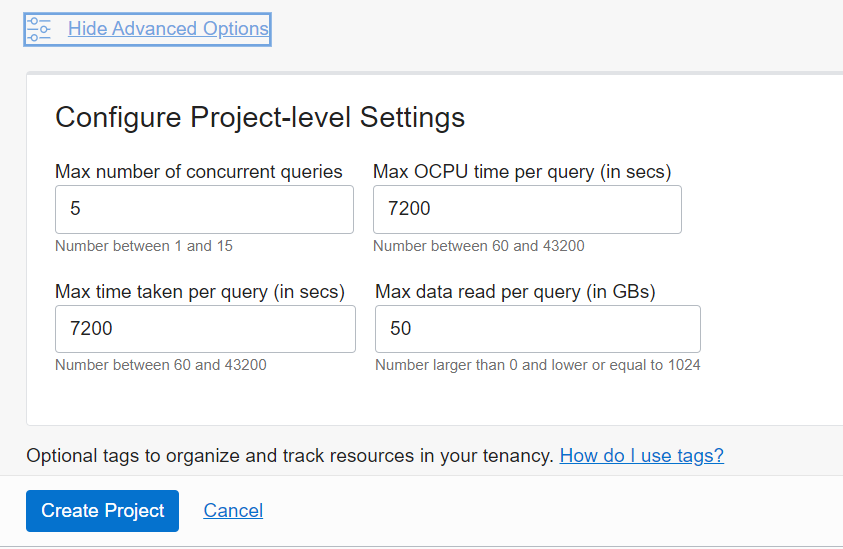 Hide Advanced Options
Configure Project-level Settings
Max number of concurrent queries Max OCPU time per query (in secs)
5 7200
Number between 1 and 15 Number between 60 and 43200
Max time taken per query (in secs) Max data read per query (in GBs)
7200 50
Number between 60 and 43200 Number larger than 0 and lower or equal to 1024
Optional tags to organize and track resources in your tenancy. How do I use tags?
Create Project Cancel